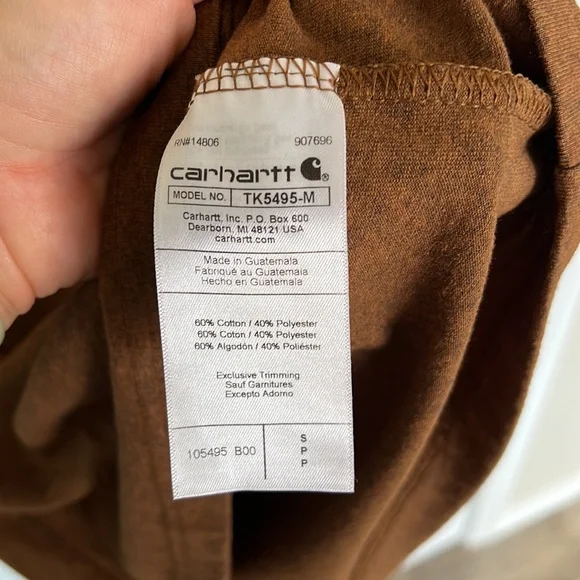 RN#14806 907696
carhartt
MODEL NO. TK5495-M
Carhartt, Inc. P.O. Box 600
Dearborn, MI 48121 USA
carhartt.com
Made in Guatemala
Fabriqué au Guatemala
Hecho en Guatemala
60% Cotton / 40% Polyester
60% Coton / 40% Polyester
60% Algodón / 40% Poliéster
Exclusive Trimming
Sauf Garnitures
Excepto Adorno
105495 B00
S
P
P